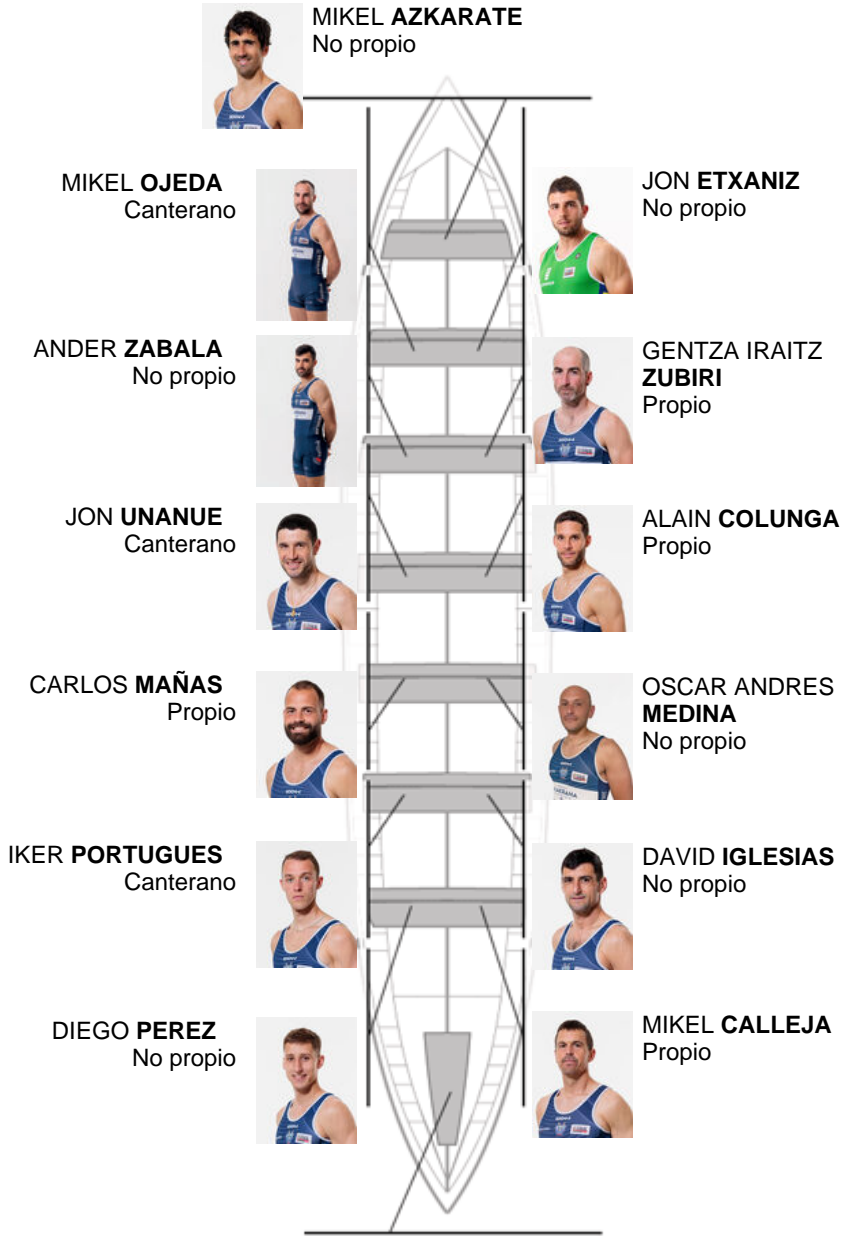 MIKEL AZKARATE
No propio
MIKEL OJEDA
Canterano
JON ETXANIZ
No propio
ANDER ZABALA
No propio
GENTZA IRAITZ
ZUBIRI
Propio
JON UNANUE
Canterano
ALAIN COLUNGA
Propio
CARLOS MAÑAS
Propio
OSCAR ANDRES
MEDINA
No propio
IKER PORTUGUES
Canterano
DAVID IGLESIAS
No propio
DIEGO PEREZ
No propio
MIKEL CALLEJA
Propio